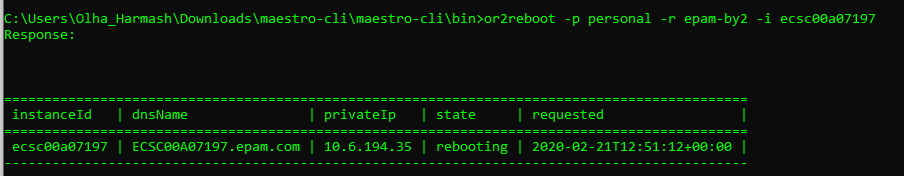 C:\Users\Olha_Harmash\Downloads\maestro-cli\maestro-cli\bin>or2reboot -p personal -r epam-by2 -i ecsc00a07197
Response:
===========================================================================================
instanceId | dnsName | privateIp | state | requested |
===========================================================================================
ecsc00a07197 | ECSC00A07197.epam.com | 10.6.194.35 | rebooting | 2020-02-21T12:51:12+00:00 |
-------------------------------------------------------------------------------------------